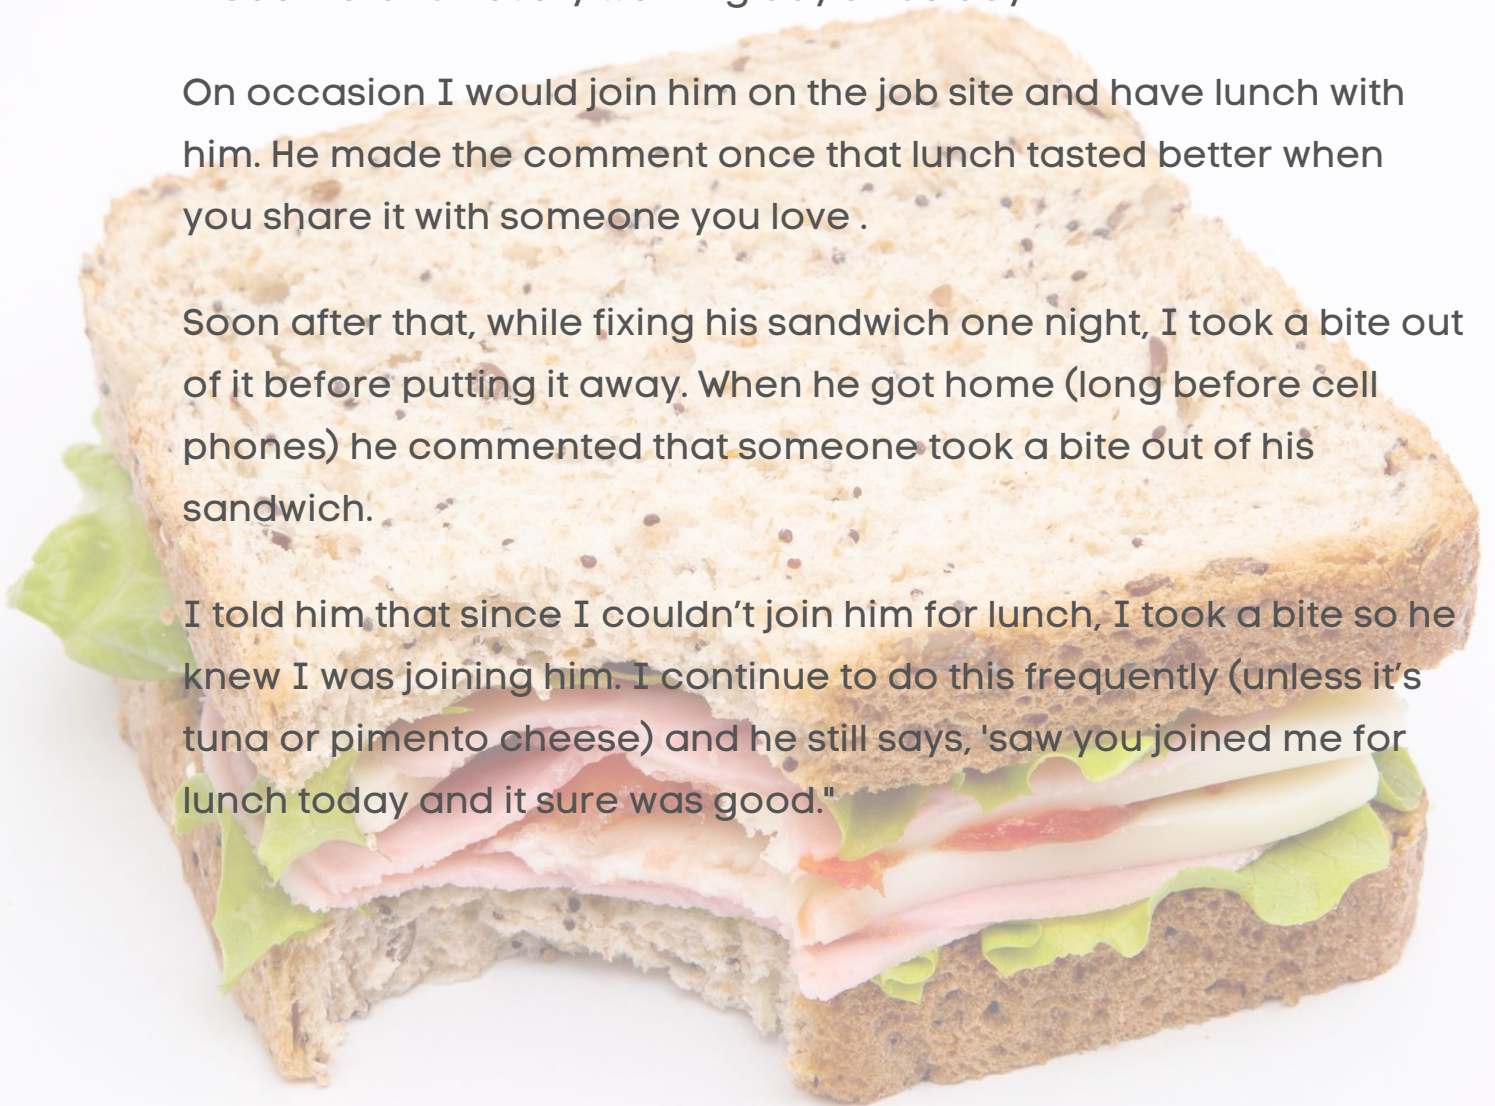 On occasion I would join him on the job site and have lunch with
him. He made the comment once that lunch tasted better when
you share it with someone you love .
Soon after that, while fixing his sandwich one night, I took a bite out
of it before putting it away. When he got home (long before cell
phones) he commented that someone took a bite out of his
sandwich.
I told him that since I couldn’t join him for lunch, I took a bite so he
knew I was joining him. I continue to do this frequently (unless it’s
tuna or pimento cheese) and he still says, 'saw you joined me for
lunch today and it sure was good."